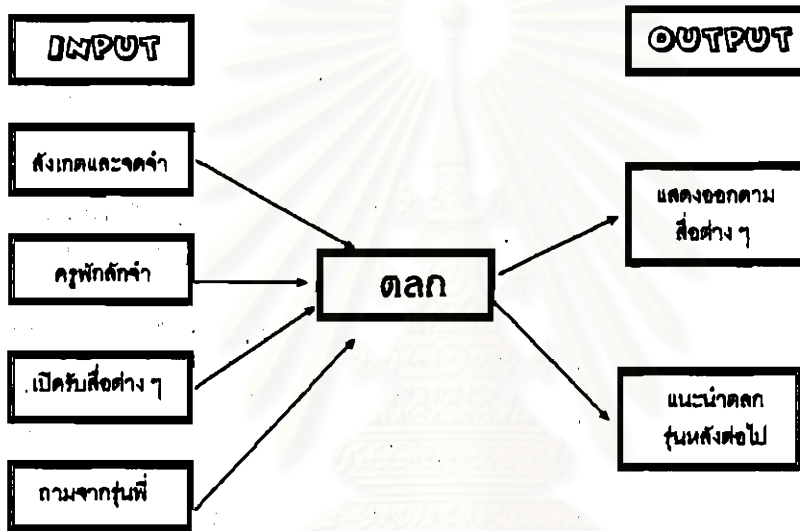 INPUT
OUTPUT
สังเกตและจดจำ
ครูพักลักจำ
เปิดรับสื่อต่าง ๆ
ถามจากรุ่นพี่
ตลก
แสดงออกตาม
สื่อต่าง ๆ
แนะนำตลก
รุ่นหลังต่อไป